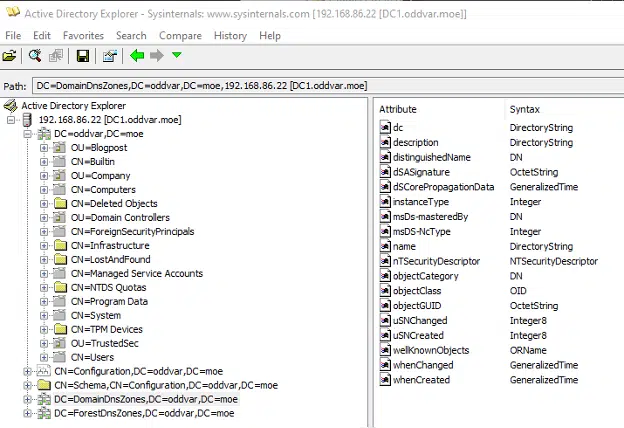 Active Directory Explorer - Sysinternals: www.sysinternals.com [192.168.86.22 [DC1.oddvar.moe]]
File Edit Favorites Search Compare History Help
Path: DC=DomainDnsZones,DC=oddvar,DC=moe,192.168.86.22 [DC1.oddvar.moe]
Active Directory Explorer
192.168.86.22 [DC1.oddvar.moe]
DC=oddvar,DC=moe
OU=Blogpost
CN=Builtin
OU=Company
CN=Computers
CN=Deleted Objects
OU=Domain Controllers
CN=ForeignSecurityPrincipals
CN=Infrastructure
CN=LostAndFound
CN=Managed Service Accounts
CN=NTDS Quotas
CN=Program Data
CN=System
CN=TPM Devices
OU=TrustedSec
CN=Users
CN=Configuration,DC=oddvar,DC=moe
CN=Schema,CN=Configuration,DC=oddvar,DC=moe
DC=DomainDnsZones,DC=oddvar,DC=moe
DC=ForestDnsZones,DC=oddvar,DC=moe
Attribute Syntax
dc DirectoryString
description DirectoryString
distinguishedName DN
dSASignature OctetString
dSCorePropagationData GeneralizedTime
instanceType Integer
msDs-masteredBy DN
msDS-NcType Integer
name DirectoryString
nTSecurityDescriptor NTSecurityDescriptor
objectCategory DN
objectClass OID
objectGUID OctetString
uSNChanged Integer8
uSNCreated Integer8
wellKnownObjects ORName
whenChanged GeneralizedTime
whenCreated GeneralizedTime